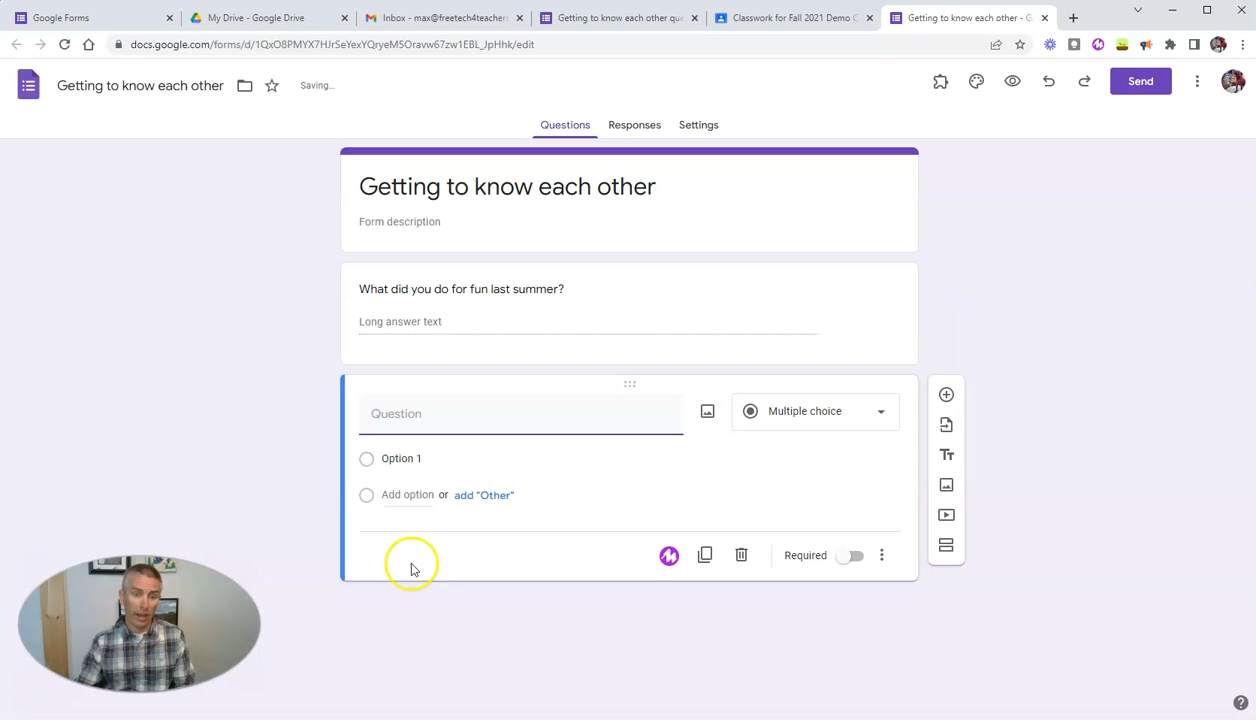 Google Forms
My Drive - Google Drive
Inbox - max@freetech4teachers
Getting to know each other que
Classwork for Fall 2021 Demo C
Getting to know each other - G
docs.google.com/forms/d/1QxO8PMYX7HJrSeYexYQryeM5Oravw67zw1EBL_JpHhk/edit
Getting to know each other
Saving...
Send
Questions
Responses
Settings
Getting to know each other
Form description
What did you do for fun last summer?
Long answer text
Question
Multiple choice
Option 1
Add option or add "Other"
Required